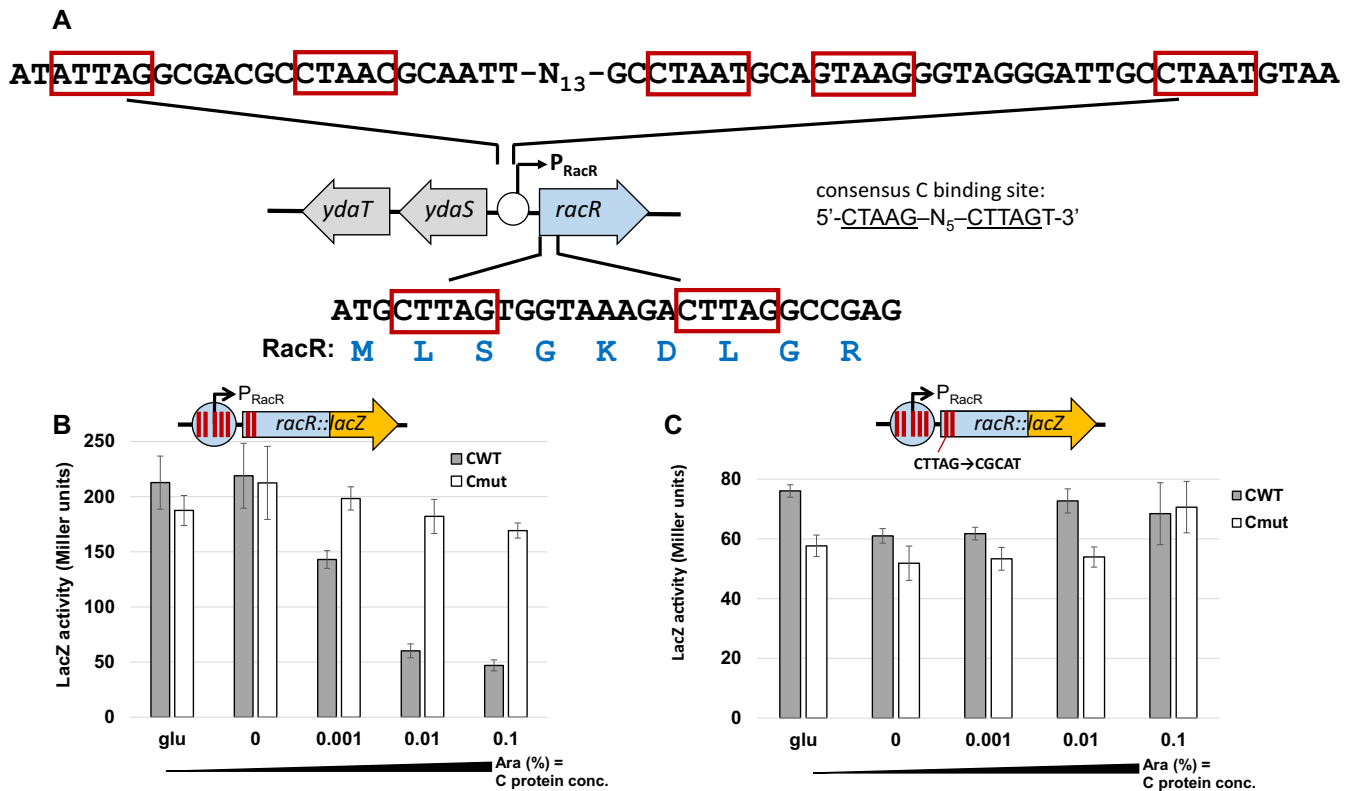 A
ATATTAGGCGACGCCTAACGCAATT-N13-GCCTAATGCAGTAAGGGTAGGGATTGCCTAATGTAA
PRacR
ydaT
ydaS
racR
consensus C binding site:
5'-CTAAG–N5–CTTAGT-3'
ATGCTTAGTGGTAAAGACTTAGGCCGAG
RacR: M L S G K D L G R
B
PRacR
racR::lacZ
LacZ activity (Miller units)
250
200
150
100
50
0
CWT
Cmut
glu
0
0.001
0.01
0.1
Ara (%) =
C protein conc.
C
PRacR
racR::lacZ
CTTAG→CGCAT
LacZ activity (Miller units)
80
60
40
20
0
CWT
Cmut
glu
0
0.001
0.01
0.1
Ara (%) =
C protein conc.